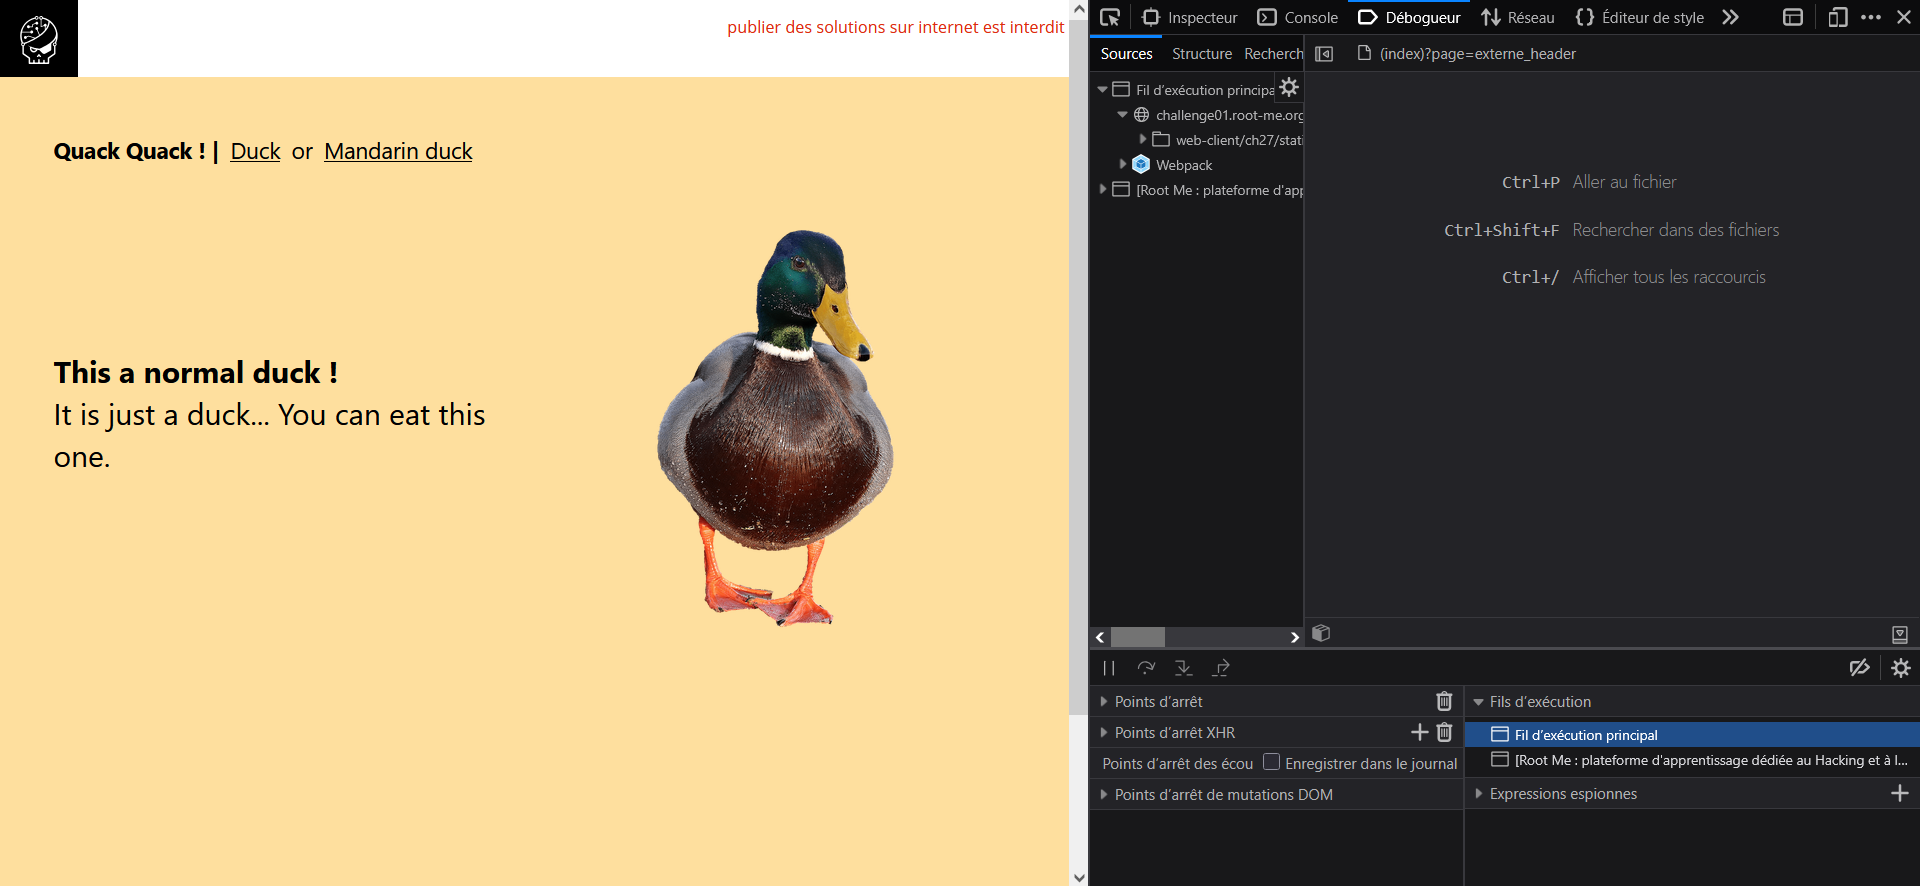 publier des solutions sur internet est interdit
Quack Quack ! | Duck or Mandarin duck
This a normal duck !
It is just a duck... You can eat this
one.
Inspecteur Console Débogueur Réseau Éditeur de style
Sources Structure Recherch
(index)?page=externe_header
Fil d'exécution principa
challenge01.root-me.org
web-client/ch27/stati
Webpack
[Root Me : plateforme d'app
Ctrl+P Aller au fichier
Ctrl+Shift+F Rechercher dans des fichiers
Ctrl+/ Afficher tous les raccourcis
Points d'arrêt
Points d'arrêt XHR
Points d'arrêt des écou Enregistrer dans le journal
Points d'arrêt de mutations DOM
Fils d'exécution
Fil d'exécution principal
[Root Me : plateforme d'apprentissage dédiée au Hacking et à l...
Expressions espionnes